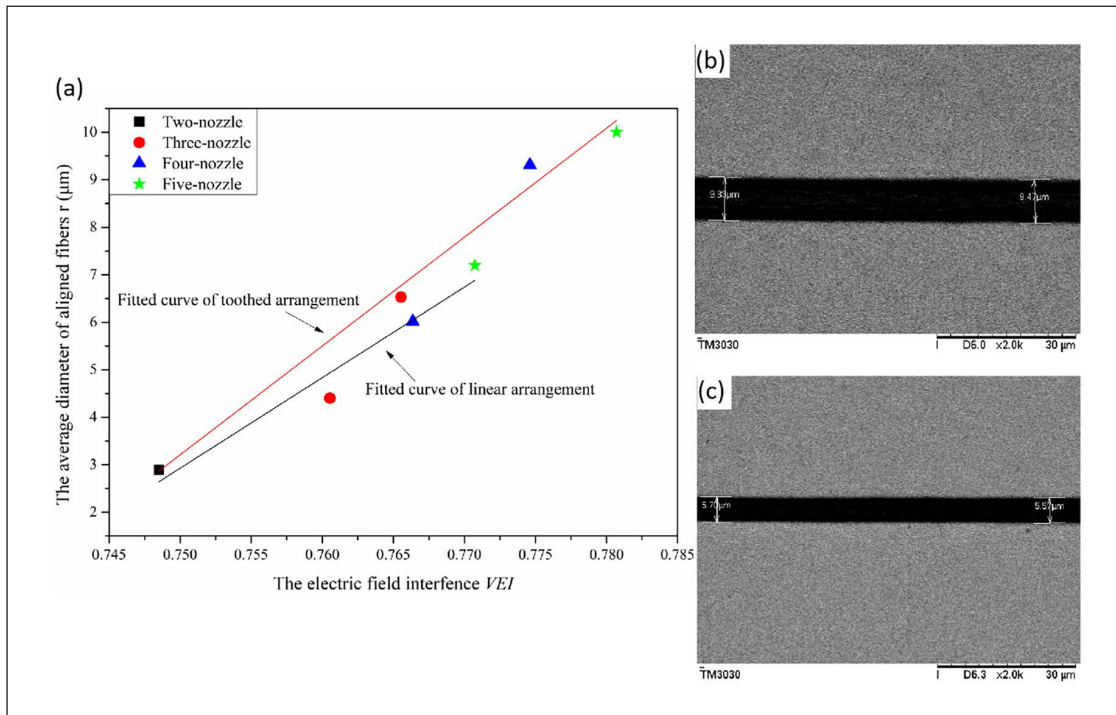 (a)
Two-nozzle
Three-nozzle
Four-nozzle
Five-nozzle
The average diameter of aligned fibers r (μm)
10
9
8
7
6
5
4
3
2
Fitted curve of toothed arrangement
Fitted curve of linear arrangement
0.745 0.750 0.755 0.760 0.765 0.770 0.775 0.780 0.785
The electric field interfence VEI
(b)
9.33μm 9.47μm
TM3030 D6.0 x2.0k 30 μm
(c)
5.70μm 5.57μm
TM3030 D6.3 x2.0k 30 μm